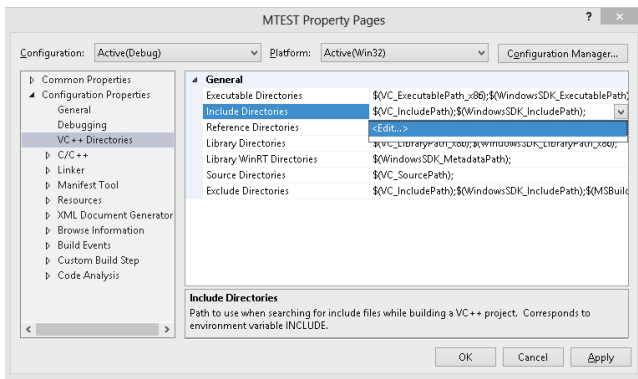 MTEST Property Pages
? ×
Configuration: Active(Debug) Platform: Active(Win32) Configuration Manager...
Common Properties
Configuration Properties
General
Debugging
VC++ Directories
C/C++
Linker
Manifest Tool
Resources
XML Document Generator
Browse Information
Build Events
Custom Build Step
Code Analysis
General
Executable Directories $(VC_ExecutablePath_x86);$(WindowsSDK_ExecutablePath)
Include Directories $(VC_IncludePath);$(WindowsSDK_IncludePath);
Reference Directories <Edit...>
Library Directories $(VC_LibraryPath_x86);$(WindowsSDK_LibraryPath_x86);
Library WinRT Directories $(WindowsSDK_MetadataPath);
Source Directories $(VC_SourcePath);
Exclude Directories $(VC_IncludePath);$(WindowsSDK_IncludePath);$(MSBuild
Include Directories
Path to use when searching for include files while building a VC++ project. Corresponds to
environment variable INCLUDE.
OK Cancel Apply